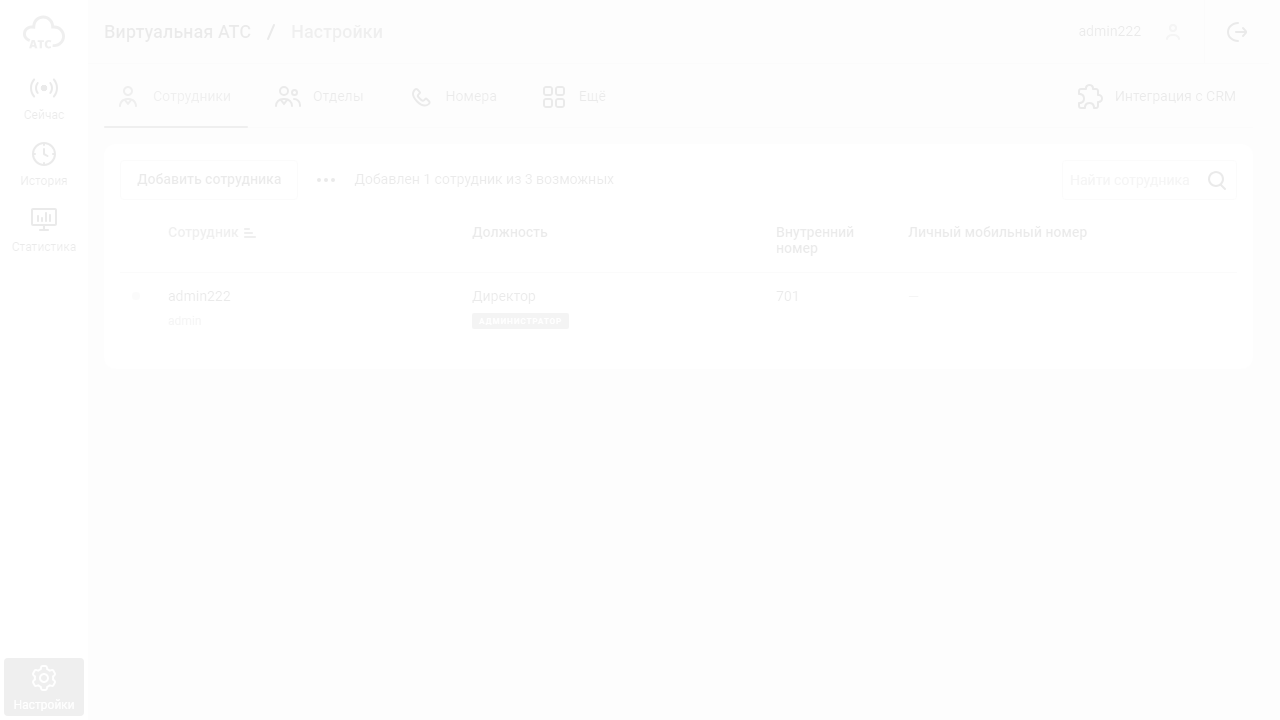 АТС
Виртуальная АТС / Настройки
admin222
Сейчас
История
Статистика
Сотрудники
Отделы
Номера
Ещё
Интеграция с CRM
Добавить сотрудника
Добавлен 1 сотрудник из 3 возможных
Найти сотрудника
Сотрудник
Должность
Внутренний
номер
Личный мобильный номер
admin222
Директор
701
—
admin
АДМИНИСТРАТОР
Настройки